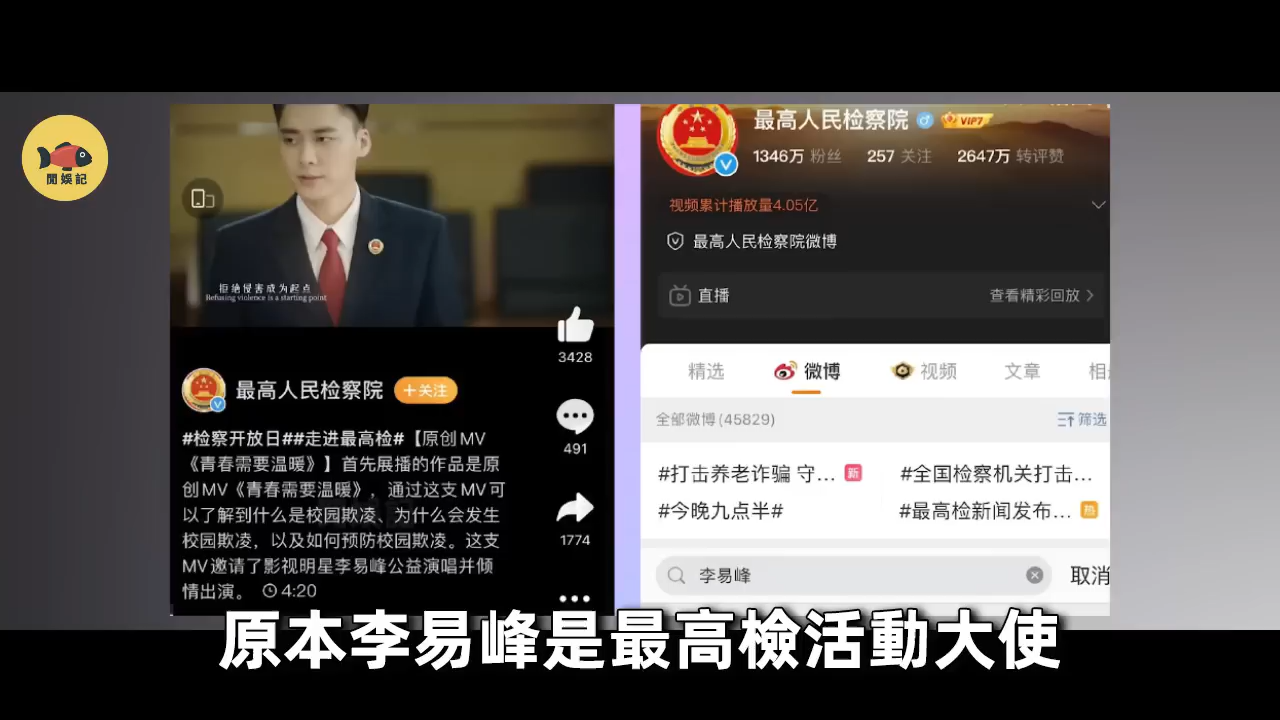 閒娛記
拒绝侵害成为起点
Refusing violence is a starting point
3428
最高人民检察院
+关注
491
#检察开放日##走进最高检#【原创MV
《青春需要温暖》】首先展播的作品是原
创MV《青春需要温暖》，通过这支MV可
以了解到什么是校园欺凌、为什么会发生
校园欺凌，以及如何预防校园欺凌。这支
MV邀请了影视明星李易峰公益演唱并倾
情出演。 4:20
1774
最高人民检察院 VIP7
1346万 粉丝 257 关注 2647万 转评赞
视频累计播放量4.05亿
最高人民检察院微博
直播 查看精彩回放
精选 微博 视频 文章 相
全部微博(45829) 筛选
#打击养老诈骗 守... 新 #全国检察机关打击...
#今晚九点半# #最高检新闻发布... 热
李易峰 取消
原本李易峰是最高檢活動大使